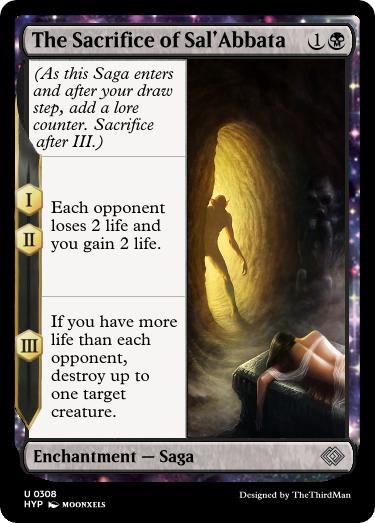 The Sacrifice of Sal'Abbata 1
(As this Saga enters
and after your draw
step, add a lore
counter. Sacrifice
after III.)
I
II
Each opponent
loses 2 life and
you gain 2 life.
III
If you have more
life than each
opponent,
destroy up to
one target
creature.
Enchantment — Saga
U 0308
HYP MOONXELS
Designed by TheThirdMan